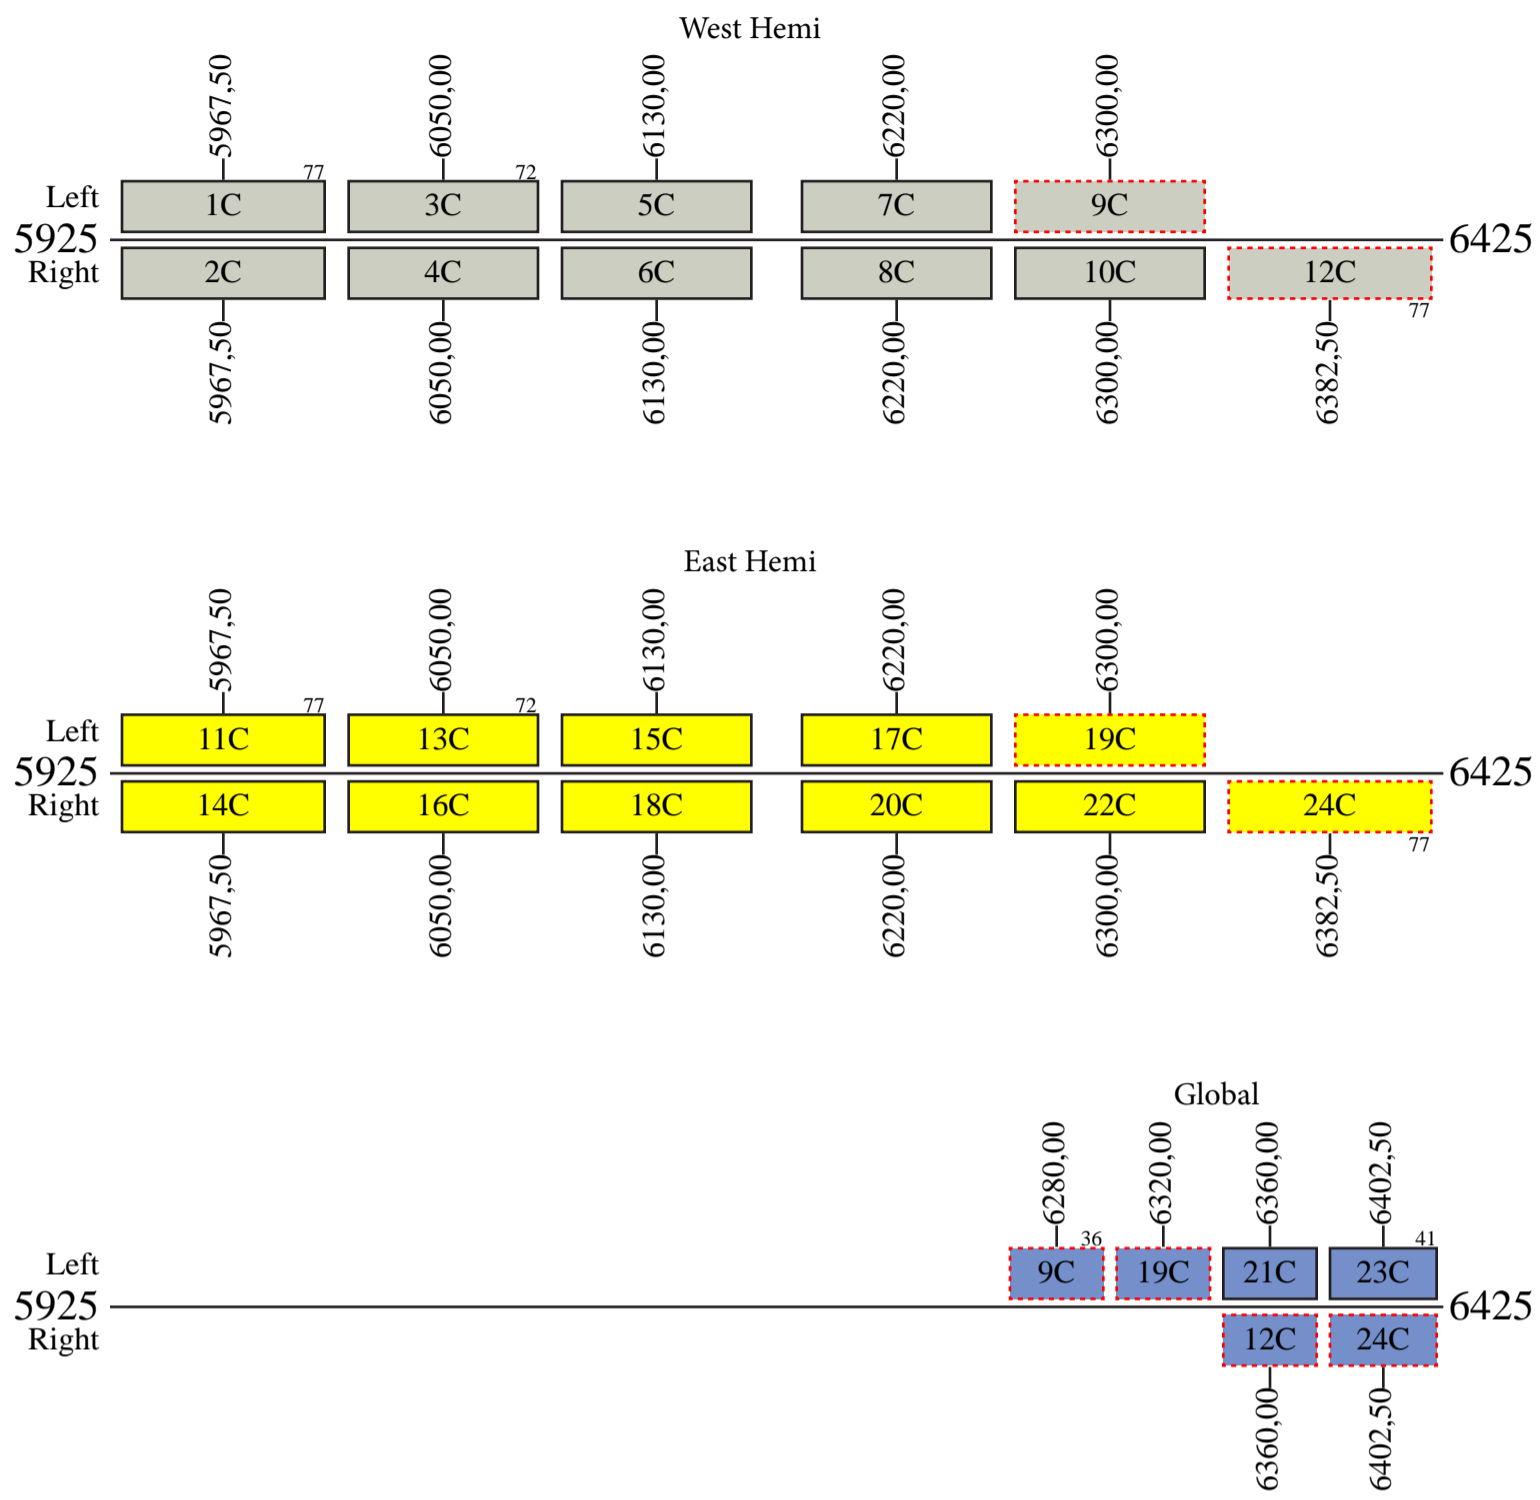 West Hemi
5967,50 6050,00 6130,00 6220,00 6300,00
77 72
Left 1C 3C 5C 7C 9C
5925 6425
Right 2C 4C 6C 8C 10C 12C
77
5967,50 6050,00 6130,00 6220,00 6300,00 6382,50
East Hemi
5967,50 6050,00 6130,00 6220,00 6300,00
77 72
Left 11C 13C 15C 17C 19C
5925 6425
Right 14C 16C 18C 20C 22C 24C
77
5967,50 6050,00 6130,00 6220,00 6300,00 6382,50
Global
6280,00 6320,00 6360,00 6402,50
36 41
Left 9C 19C 21C 23C
5925 6425
Right 12C 24C
6360,00 6402,50